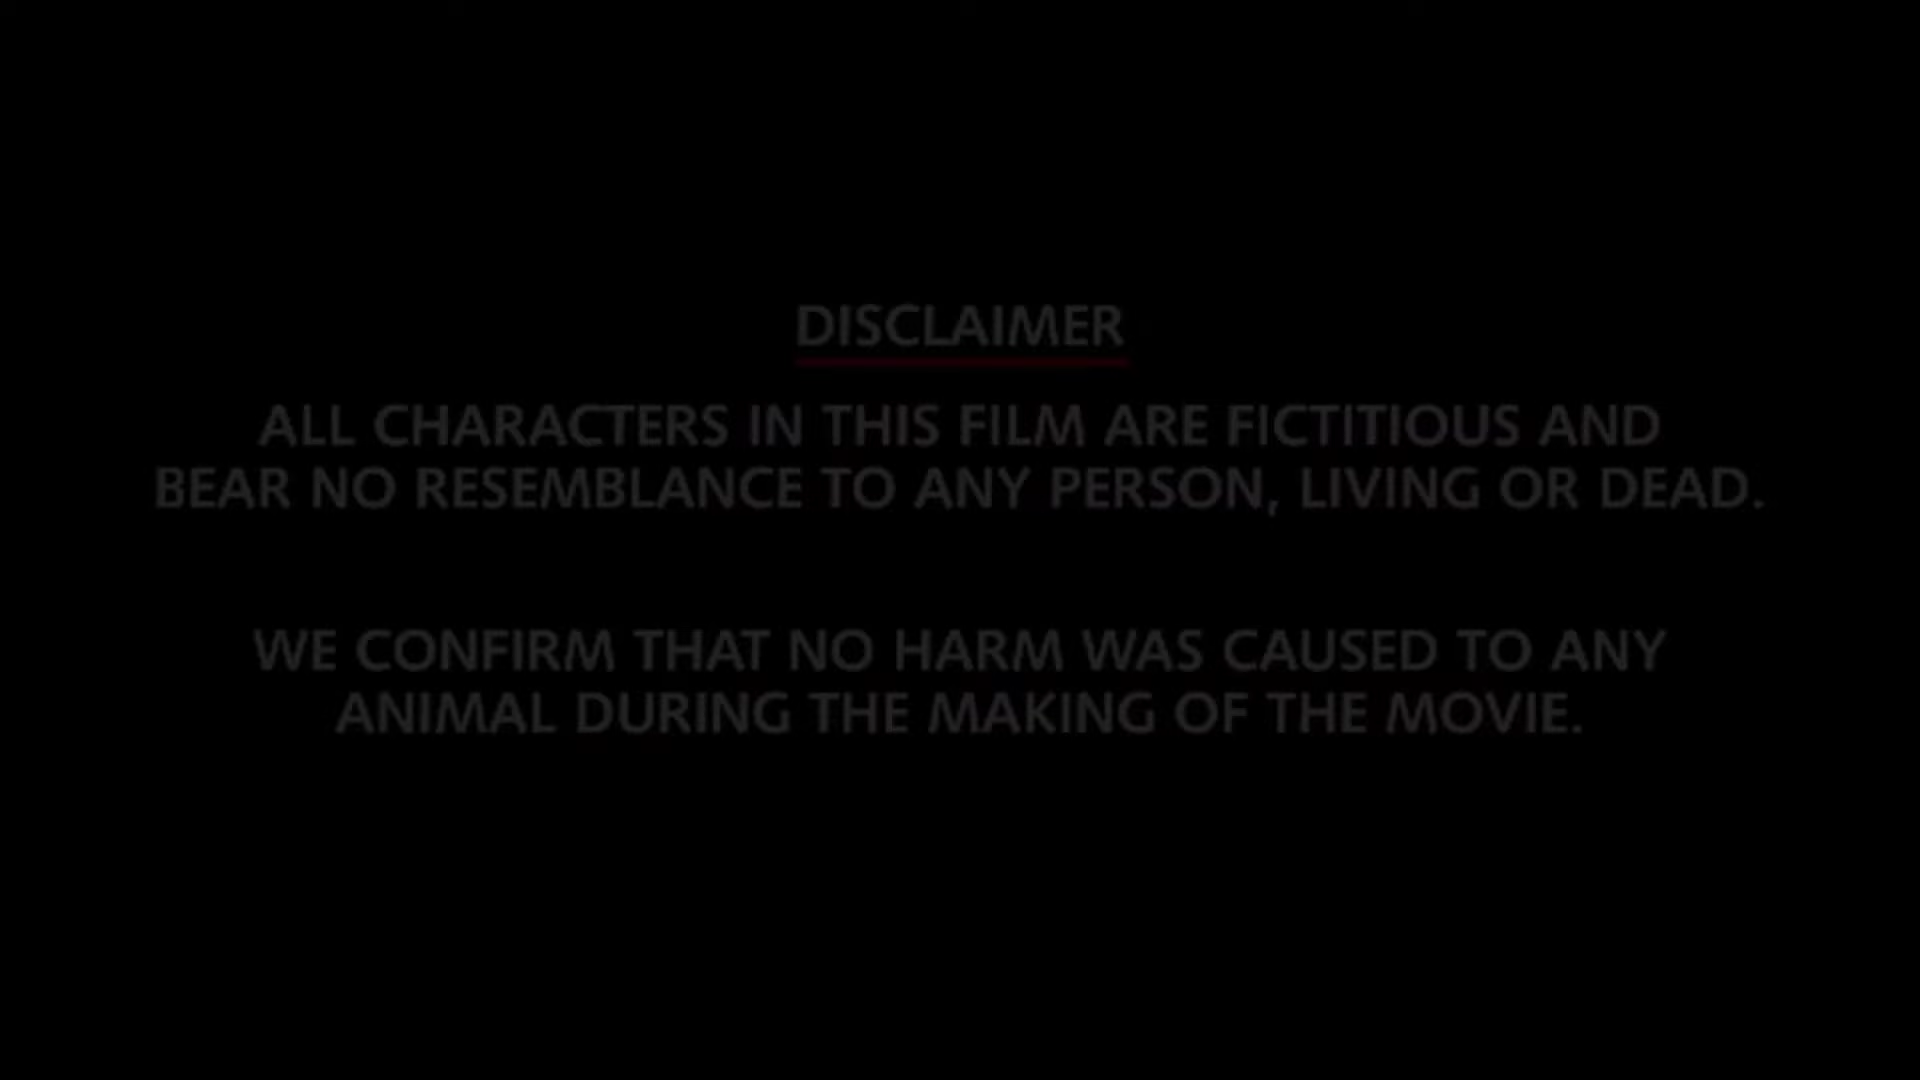 DISCLAIMER
ALL CHARACTERS IN THIS FILM ARE FICTITIOUS AND
BEAR NO RESEMBLANCE TO ANY PERSON, LIVING OR DEAD.
WE CONFIRM THAT NO HARM WAS CAUSED TO ANY
ANIMAL DURING THE MAKING OF THE MOVIE.